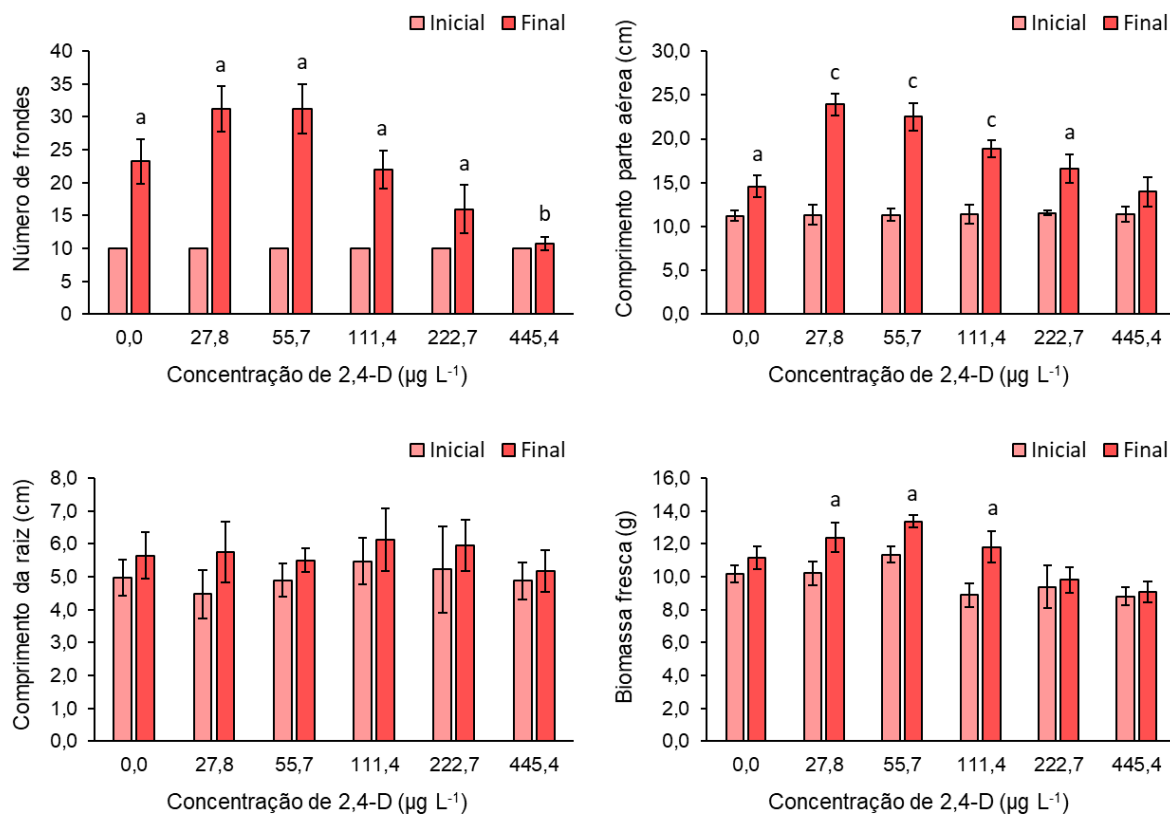 Inicial Final
Número de frondes
40
35
30
25
20
15
10
5
0
a a a a a b
0,0 27,8 55,7 111,4 222,7 445,4
Concentração de 2,4-D (µg L⁻¹)
Inicial Final
Comprimento parte aérea (cm)
30,0
25,0
20,0
15,0
10,0
5,0
0,0
a c c c a
0,0 27,8 55,7 111,4 222,7 445,4
Concentração de 2,4-D (µg L⁻¹)
Inicial Final
Comprimento da raiz (cm)
8,0
7,0
6,0
5,0
4,0
3,0
2,0
1,0
0,0
0,0 27,8 55,7 111,4 222,7 445,4
Concentração de 2,4-D (µg L⁻¹)
Inicial Final
Biomassa fresca (g)
16,0
14,0
12,0
10,0
8,0
6,0
4,0
2,0
0,0
a a a
0,0 27,8 55,7 111,4 222,7 445,4
Concentração de 2,4-D (µg L⁻¹)